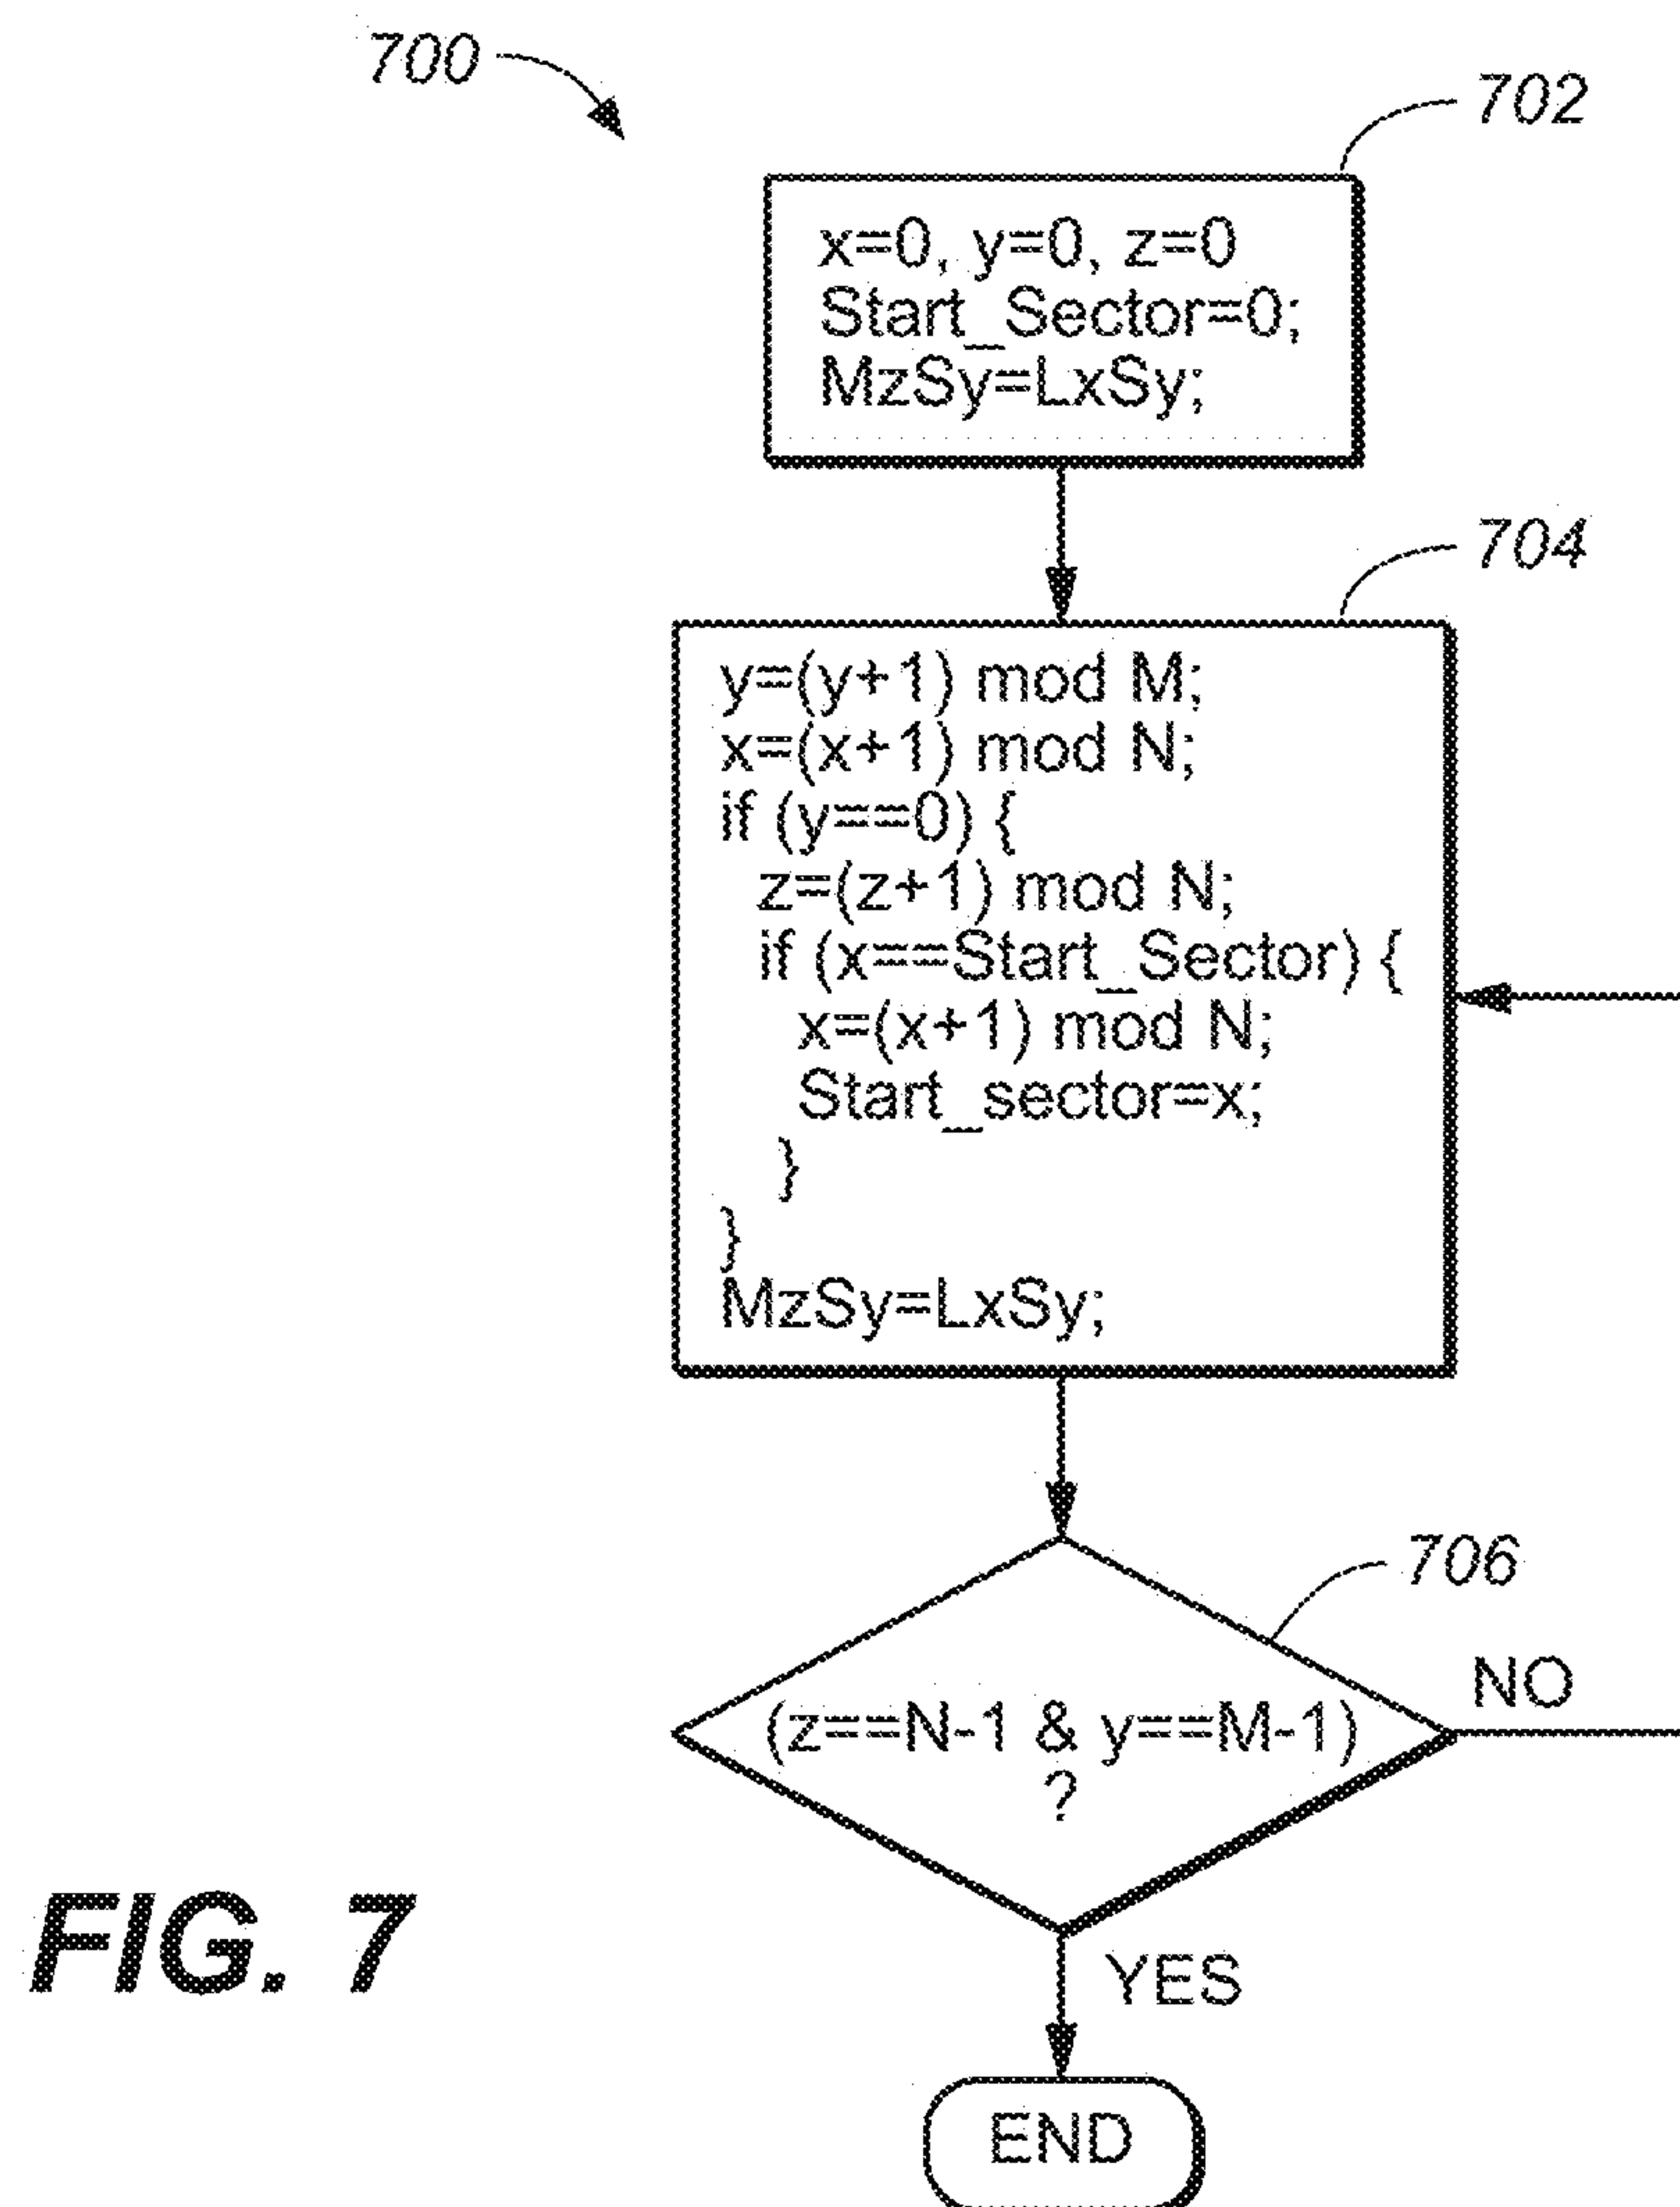 700
702
x=0, y=0, z=0
Start_Sector=0;
MzSy=LxSy;
704
y=(y+1) mod M;
x=(x+1) mod N;
if (y==0) {
z=(z+1) mod N;
if (x==Start_Sector) {
x=(x+1) mod N;
Start_sector=x;
}
}
MzSy=LxSy;
706
(z==N-1 & y==M-1)
?
NO
YES
END
FIG. 7